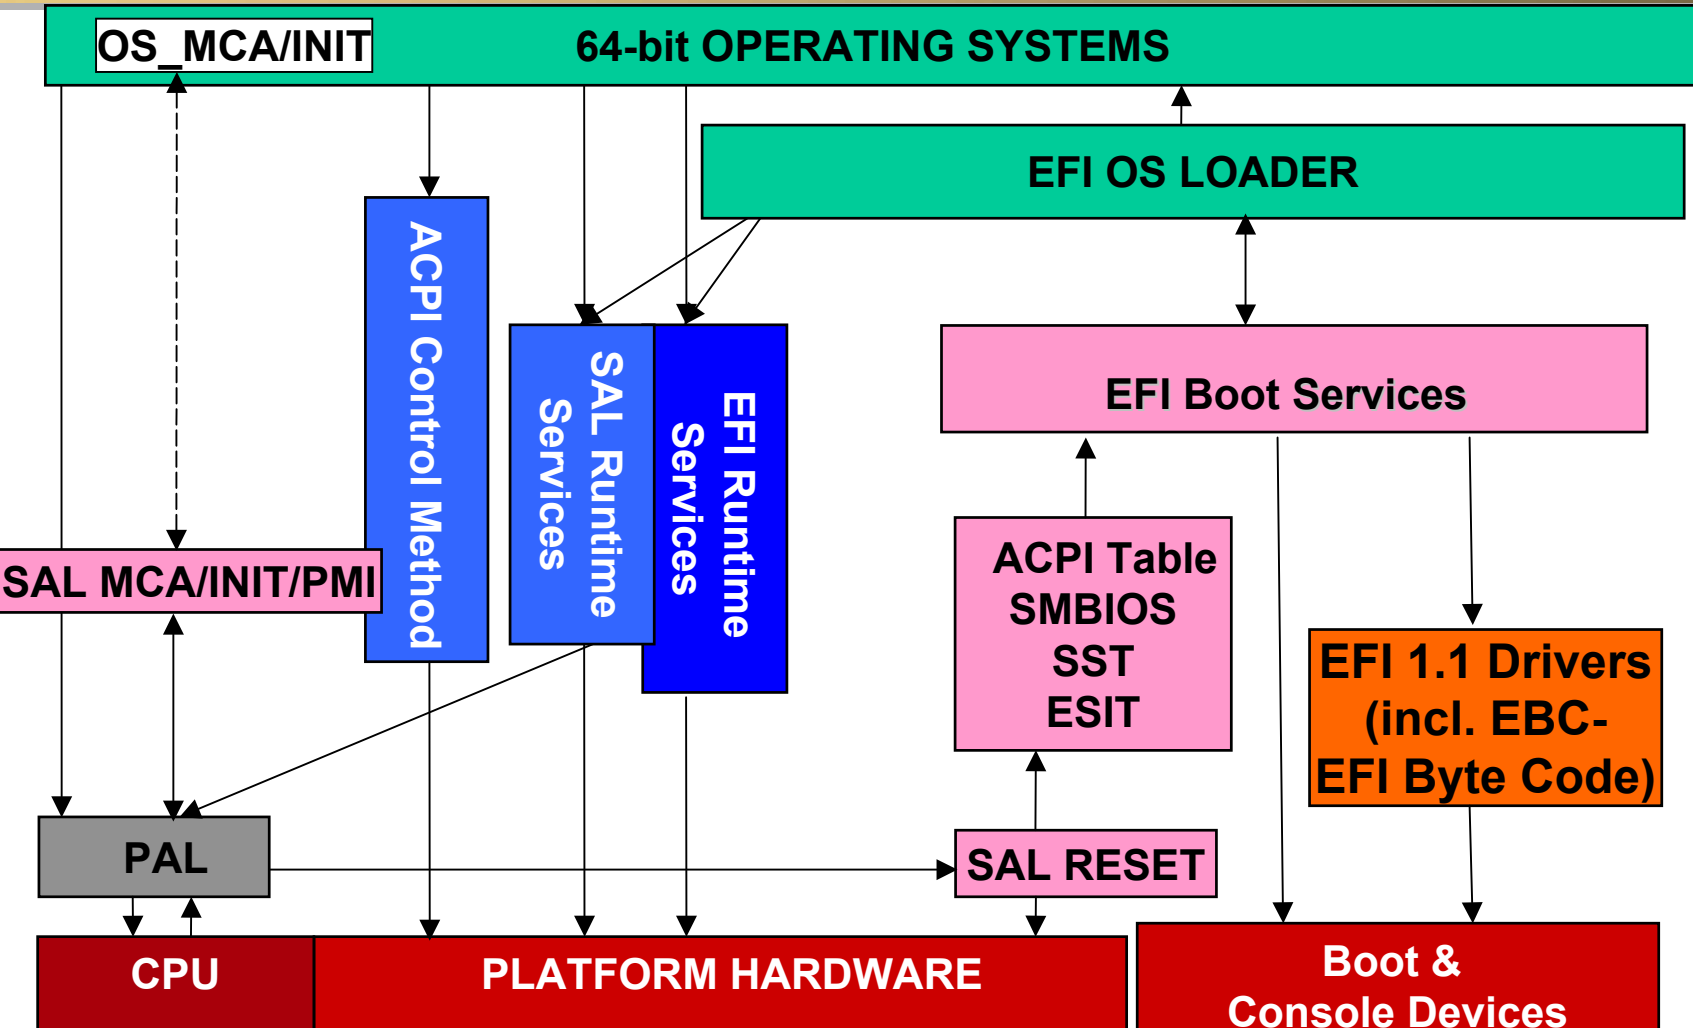 OS_MCA/INIT
64-bit OPERATING SYSTEMS
EFI OS LOADER
ACPI Control Method
SAL Runtime
Services
EFI Runtime
Services
EFI Boot Services
SAL MCA/INIT/PMI
ACPI Table
SMBIOS
SST
ESIT
EFI 1.1 Drivers
(incl. EBC-
EFI Byte Code)
PAL
SAL RESET
CPU
PLATFORM HARDWARE
Boot &
Console Devices